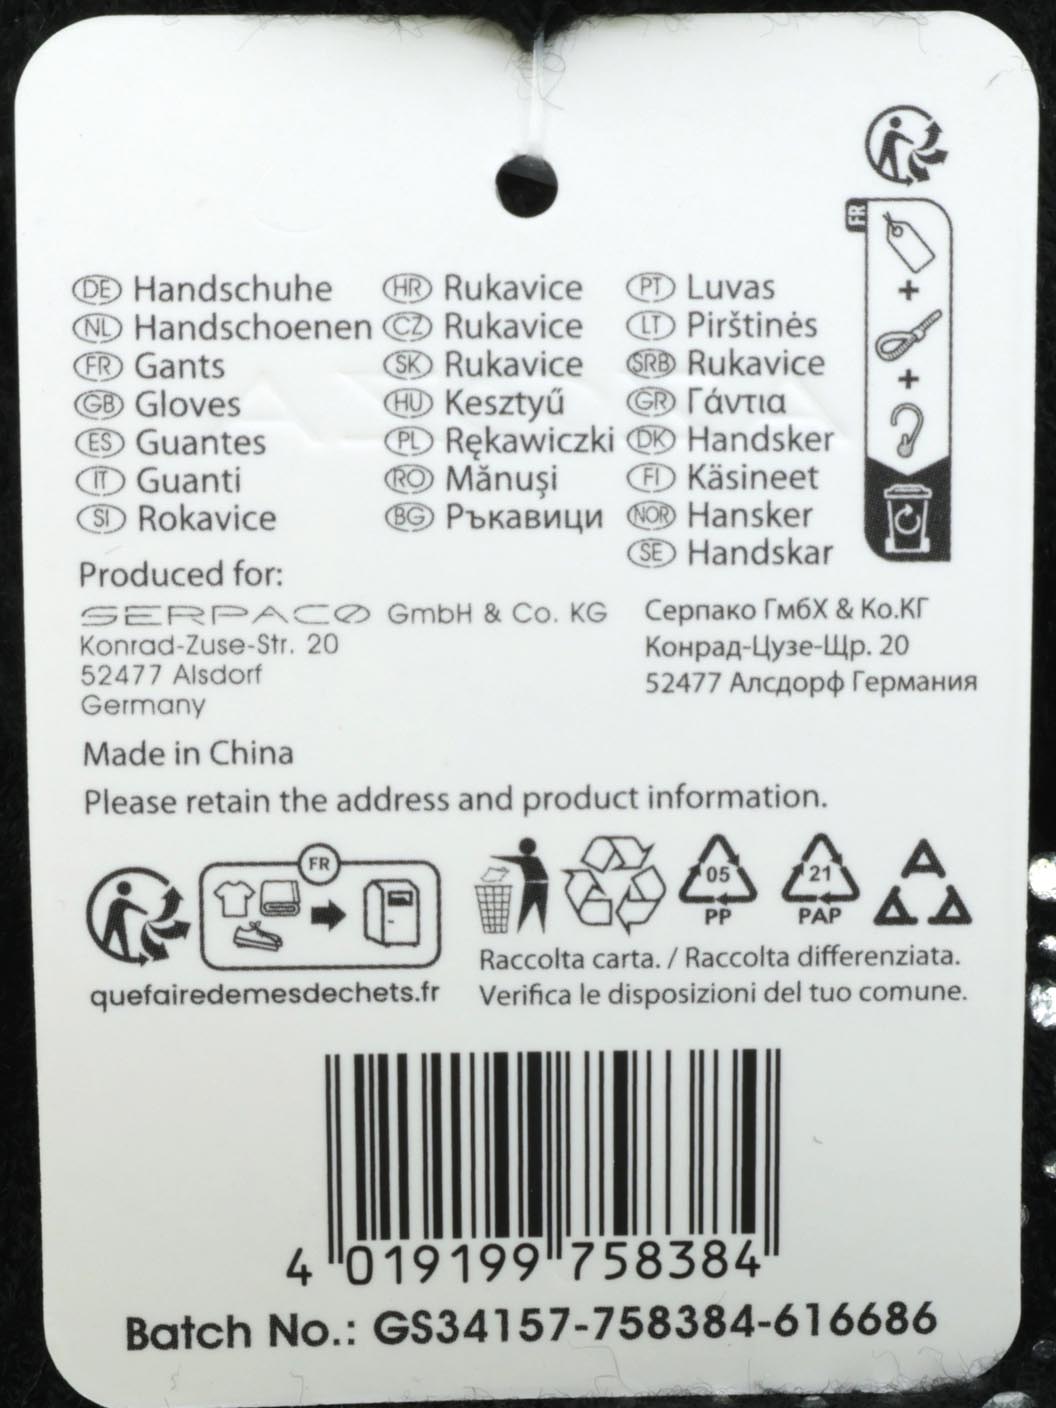 FR
DE Handschuhe
NL Handschoenen
FR Gants
GB Gloves
ES Guantes
IT Guanti
SI Rokavice
HR Rukavice
CZ Rukavice
SK Rukavice
HU Kesztyű
PL Rękawiczki
RO Mănuşi
BG Ръкавици
PT Luvas
LT Pirštinės
SRB Rukavice
GR Γάντια
DK Handsker
FI Käsineet
NOR Hansker
SE Handskar
Produced for:
SERPACO GmbH & Co. KG
Konrad-Zuse-Str. 20
52477 Alsdorf
Germany
Серпако ГмбХ & Ко.КГ
Конрад-Цузе-Щр. 20
52477 Алсдорф Германия
Made in China
Please retain the address and product information.
FR
quefairedemesdechets.fr
05
PP
21
PAP
Raccolta carta. / Raccolta differenziata.
Verifica le disposizioni del tuo comune.
4 019199 758384
Batch No.: GS34157-758384-616686